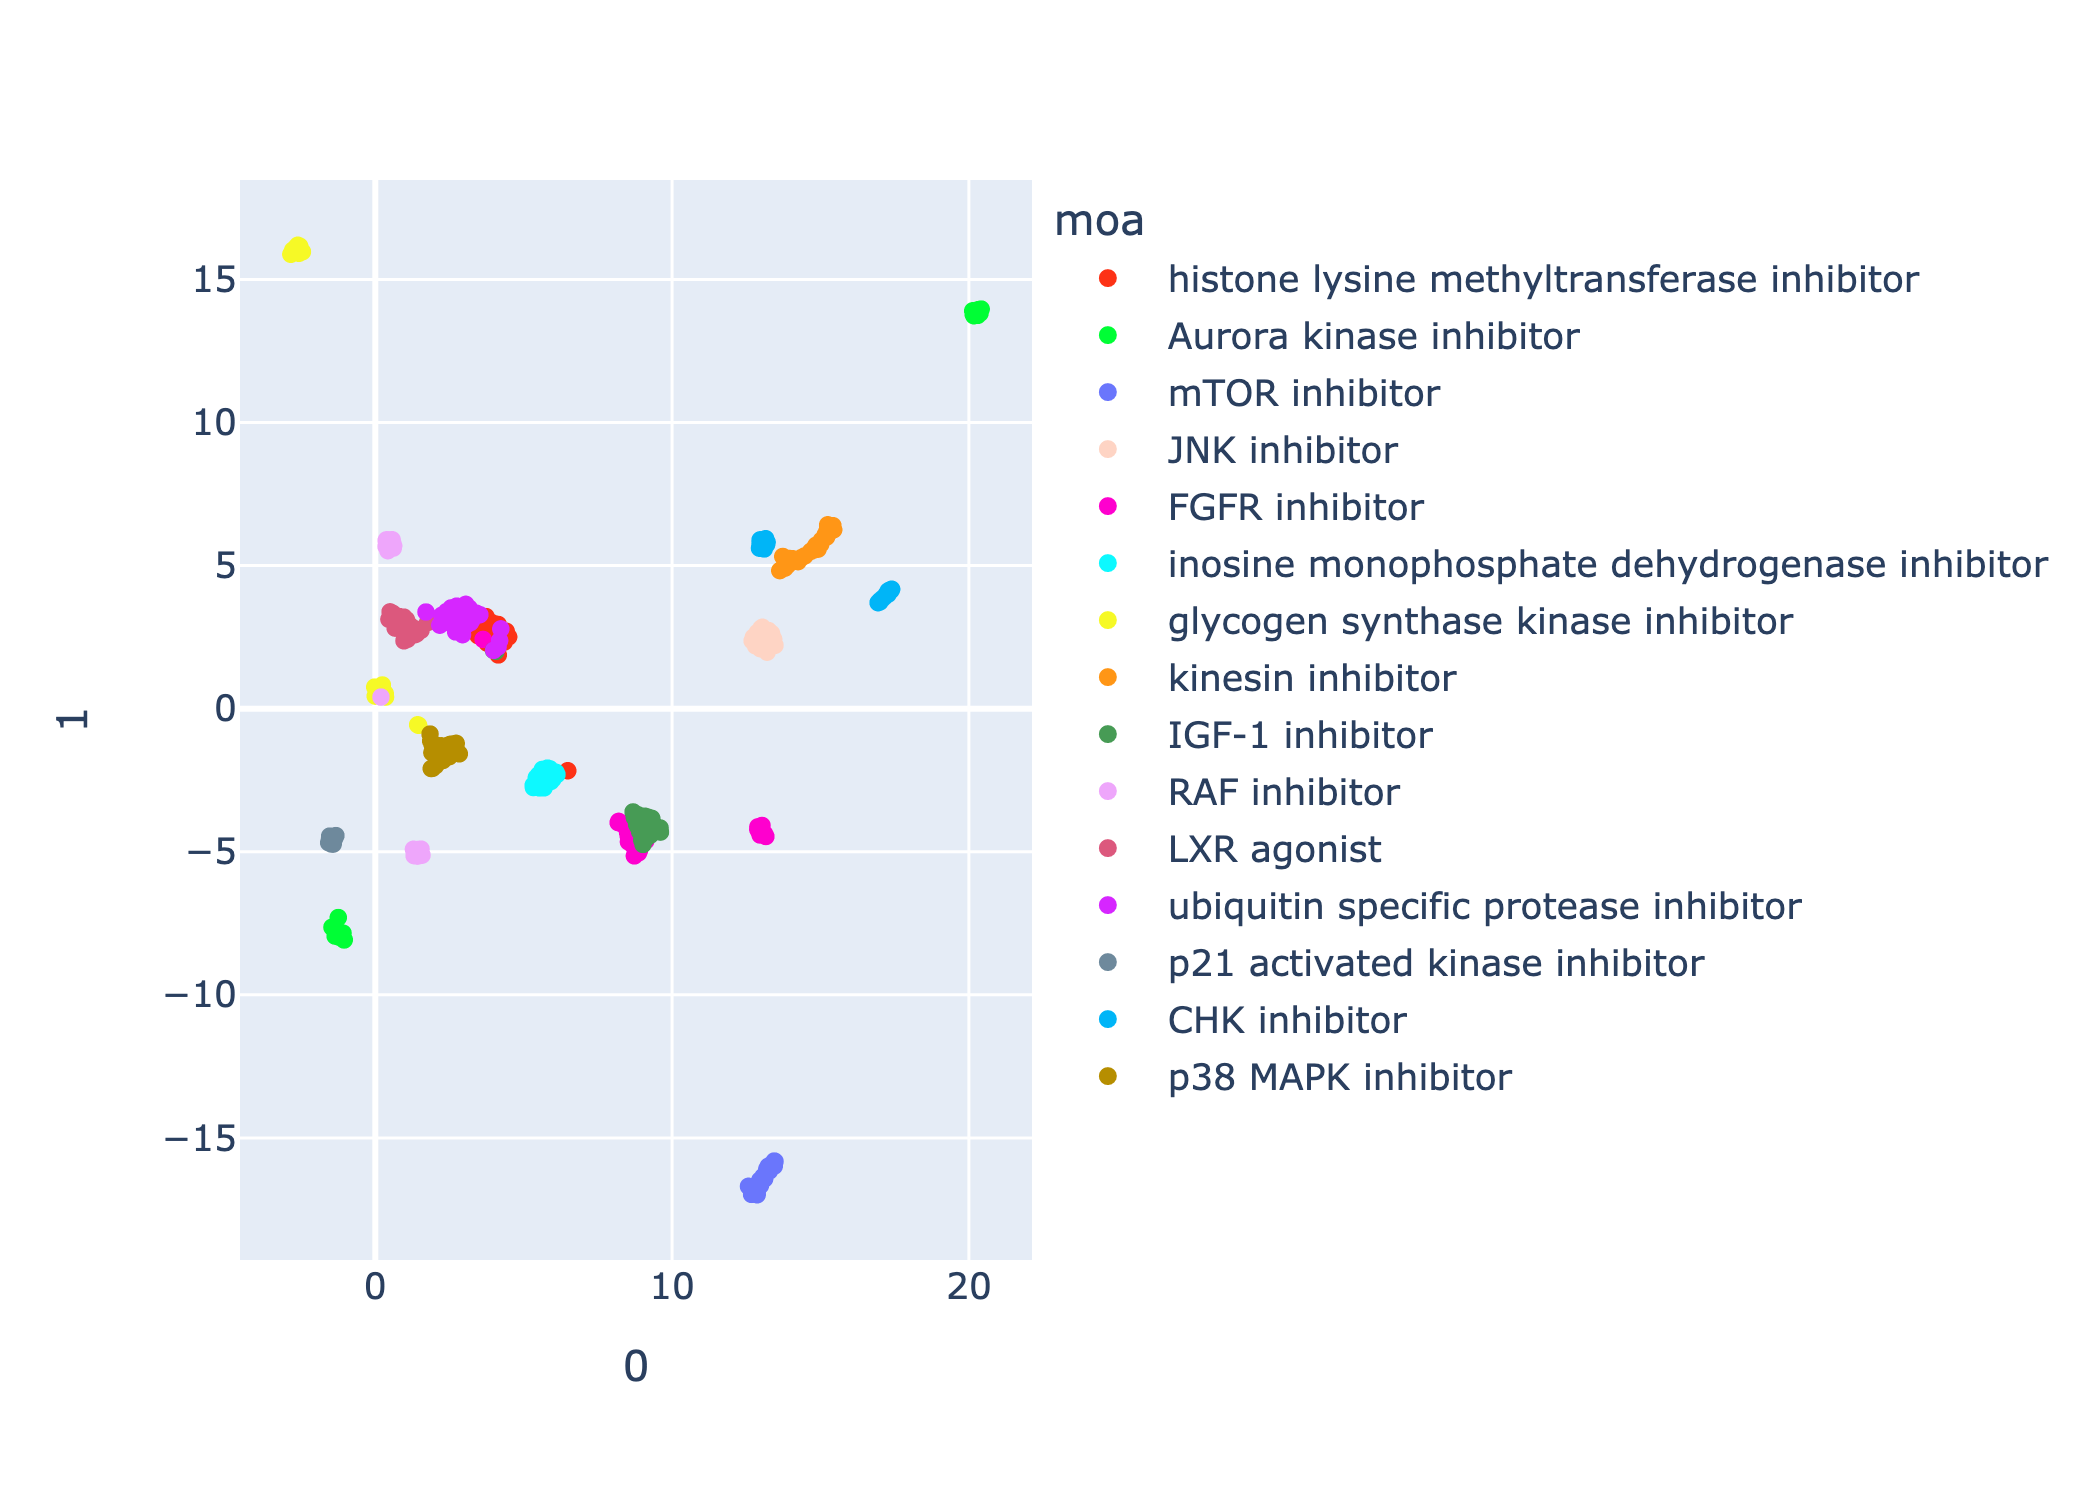 moa
histone lysine methyltransferase inhibitor
Aurora kinase inhibitor
mTOR inhibitor
JNK inhibitor
FGFR inhibitor
inosine monophosphate dehydrogenase inhibitor
glycogen synthase kinase inhibitor
kinesin inhibitor
IGF-1 inhibitor
RAF inhibitor
LXR agonist
ubiquitin specific protease inhibitor
p21 activated kinase inhibitor
CHK inhibitor
p38 MAPK inhibitor
15
10
5
0
−5
−10
−15
1
0 10 20
0